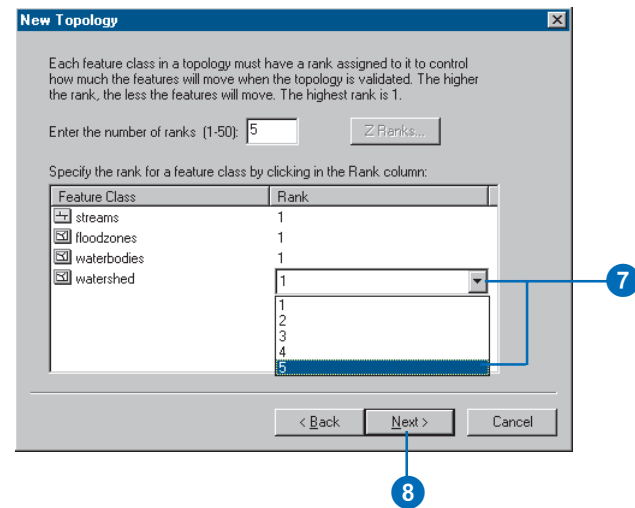 New Topology
Each feature class in a topology must have a rank assigned to it to control
how much the features will move when the topology is validated. The higher
the rank, the less the features will move. The highest rank is 1.
Enter the number of ranks (1-50): 5 Z Ranks...
Specify the rank for a feature class by clicking in the Rank column:
Feature Class Rank
streams 1
floodzones 1
waterbodies 1
watershed 1
7
1
2
3
4
5
< Back Next > Cancel
8